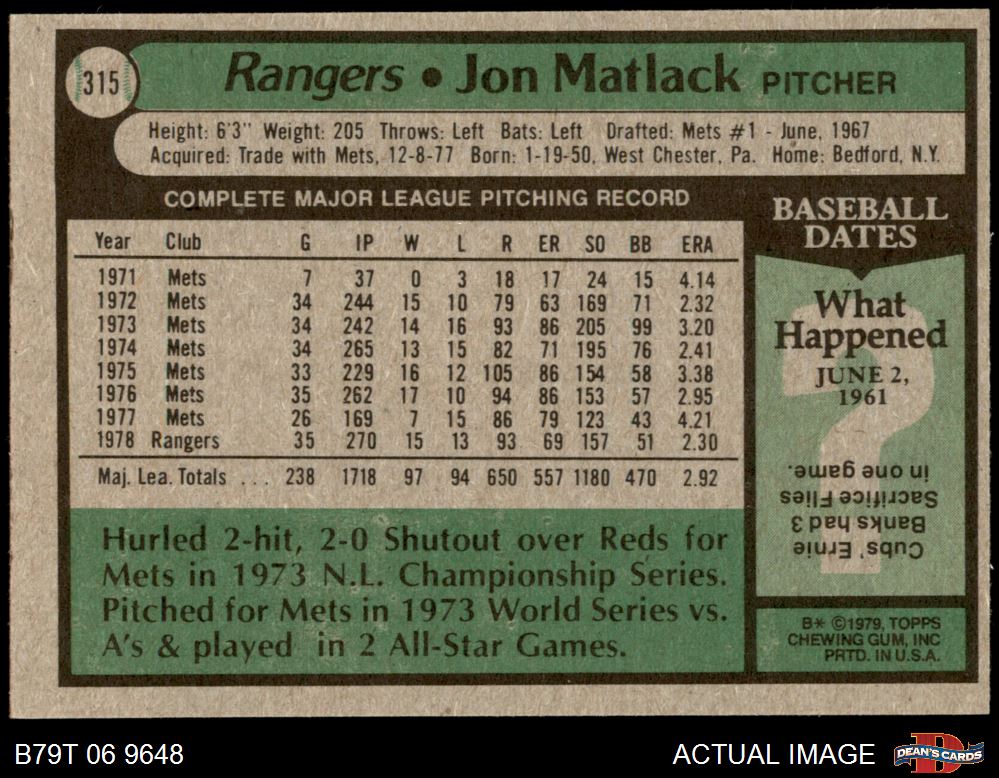 315
Rangers • Jon Matlack PITCHER
Height: 6'3" Weight: 205 Throws: Left Bats: Left Drafted: Mets #1 - June, 1967
Acquired: Trade with Mets, 12-8-77 Born: 1-19-50, West Chester, Pa. Home: Bedford, N.Y.
COMPLETE MAJOR LEAGUE PITCHING RECORD
Year Club G IP W L R ER SO BB ERA
1971 Mets 7 37 0 3 18 17 24 15 4.14
1972 Mets 34 244 15 10 79 63 169 71 2.32
1973 Mets 34 242 14 16 93 86 205 99 3.20
1974 Mets 34 265 13 15 82 71 195 76 2.41
1975 Mets 33 229 16 12 105 86 154 58 3.38
1976 Mets 35 262 17 10 94 86 153 57 2.95
1977 Mets 26 169 7 15 86 79 123 43 4.21
1978 Rangers 35 270 15 13 93 69 157 51 2.30
Maj. Lea. Totals ... 238 1718 97 94 650 557 1180 470 2.92
Hurled 2-hit, 2-0 Shutout over Reds for
Mets in 1973 N.L. Championship Series.
Pitched for Mets in 1973 World Series vs.
A's & played in 2 All-Star Games.
BASEBALL
DATES
What
Happened
JUNE 2,
1961
?
Cubs' Ernie
Banks had 3
Sacrifice Flies
in one game.
B* ©1979, TOPPS
CHEWING GUM, INC
PRTD. IN U.S.A.
B79T 06 9648
ACTUAL IMAGE
DEAN'S CARDS